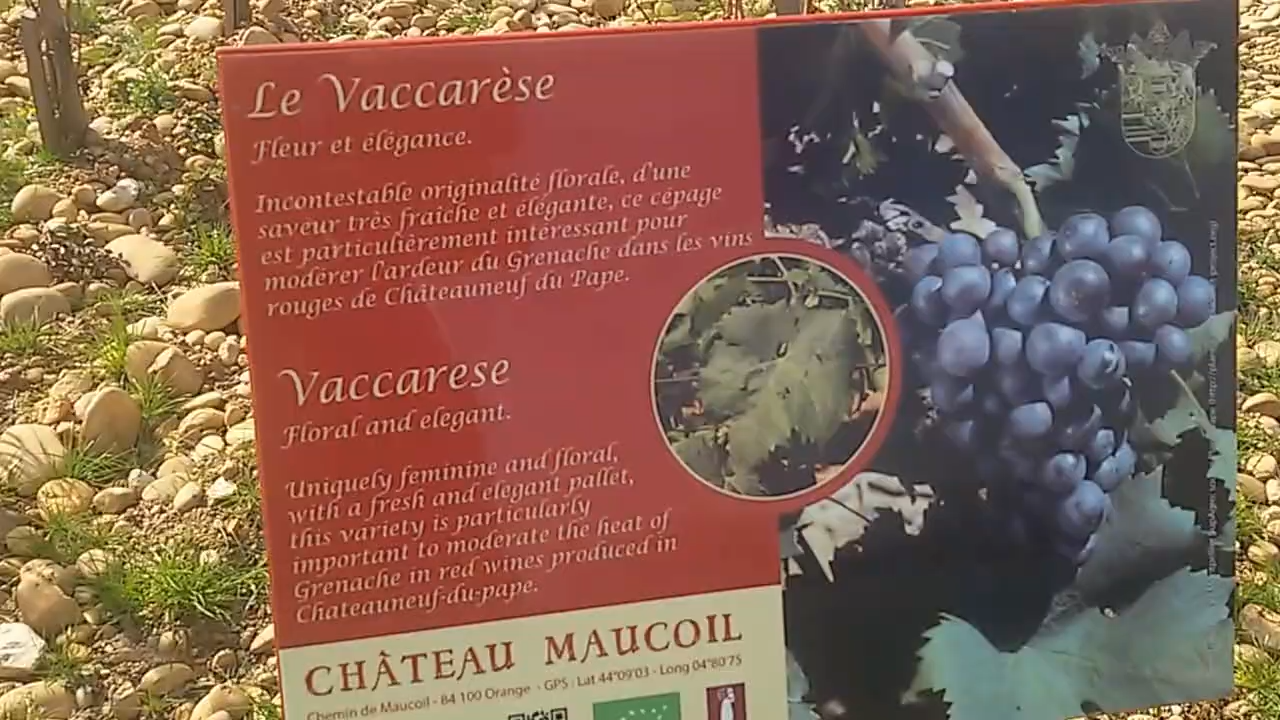 Le Vaccarèse
Fleur et élégance.
Incontestable originalité florale, d'une
saveur très fraîche et élégante, ce cépage
est particulièrement intéressant pour
modérer l'ardeur du Grenache dans les vins
rouges de Châteauneuf du Pape.
Vaccarese
Floral and elegant.
Uniquely feminine and floral,
with a fresh and elegant pallet,
this variety is particularly
important to moderate the heat of
Grenache in red wines produced in
Chateauneuf-du-pape.
CHÂTEAU MAUCOIL
Chemin de Maucoil - 84 100 Orange - GPS : Lat 44°09'03 - Long 04°80'75